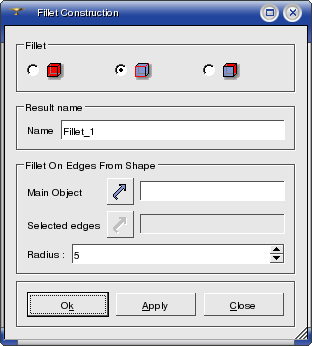 Fillet Construction
Fillet
Result name
Name Fillet_1
Fillet On Edges From Shape
Main Object
Selected edges
Radius : 5
Ok Apply Close